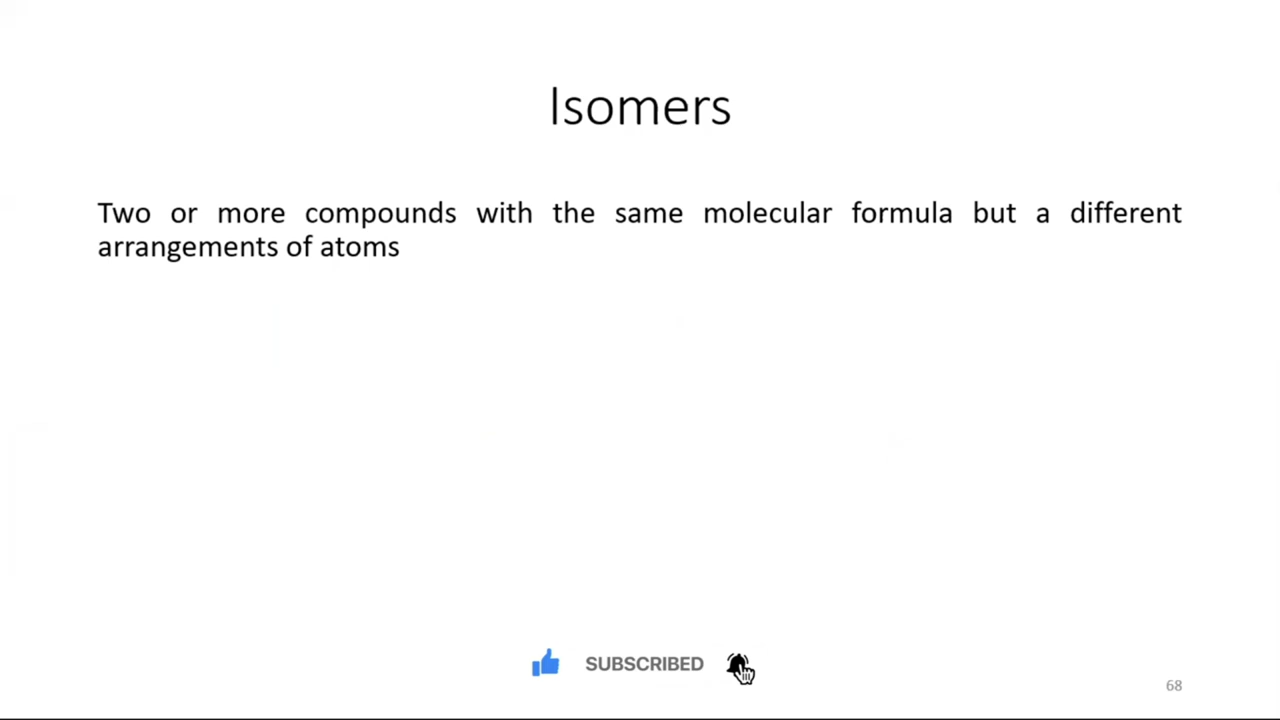 Isomers
Two or more compounds with the same molecular formula but a different
arrangements of atoms
SUBSCRIBED
68